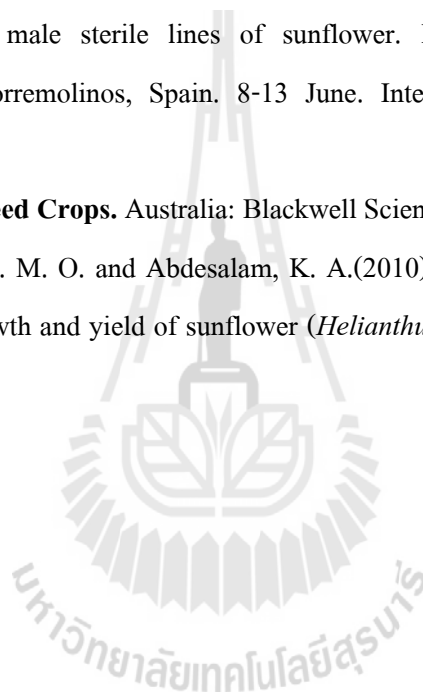 male sterile lines of sunflower.
orremolinos, Spain. 8-13 June. Inte
eed Crops. Australia: Blackwell Scien
. M. O. and Abdesalam, K. A.(2010)
wth and yield of sunflower (Helianthu
มหาวิทยาลัยเทคโนโลยีสุรนารี